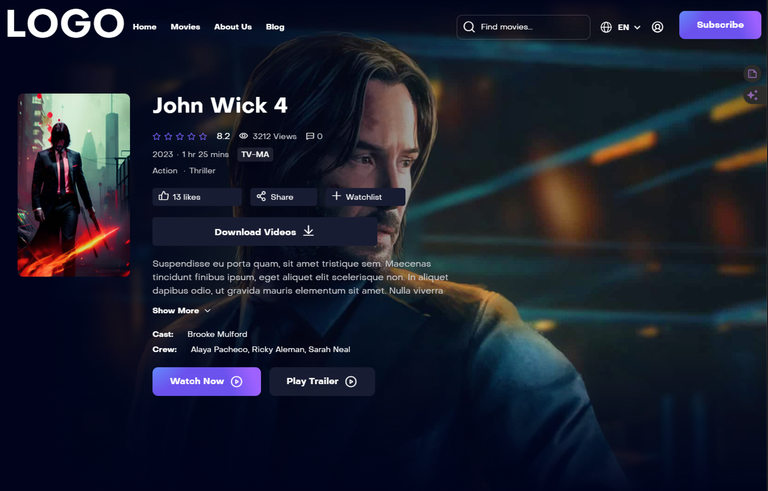 LOGO Home Movies About Us Blog Find movies... EN Subscribe
John Wick 4
8.2 3212 Views 0
2023 · 1 hr 25 mins TV-MA
Action · Thriller
13 likes Share Watchlist
Download Videos
Suspendisse eu porta quam, sit amet tristique sem. Maecenas
tincidunt finibus ipsum, eget aliquet elit scelerisque non. In aliquet
dapibus odio, ut gravida mauris elementum sit amet. Nulla viverra
Show More
Cast: Brooke Mulford
Crew: Alaya Pacheco, Ricky Aleman, Sarah Neal
Watch Now Play Trailer